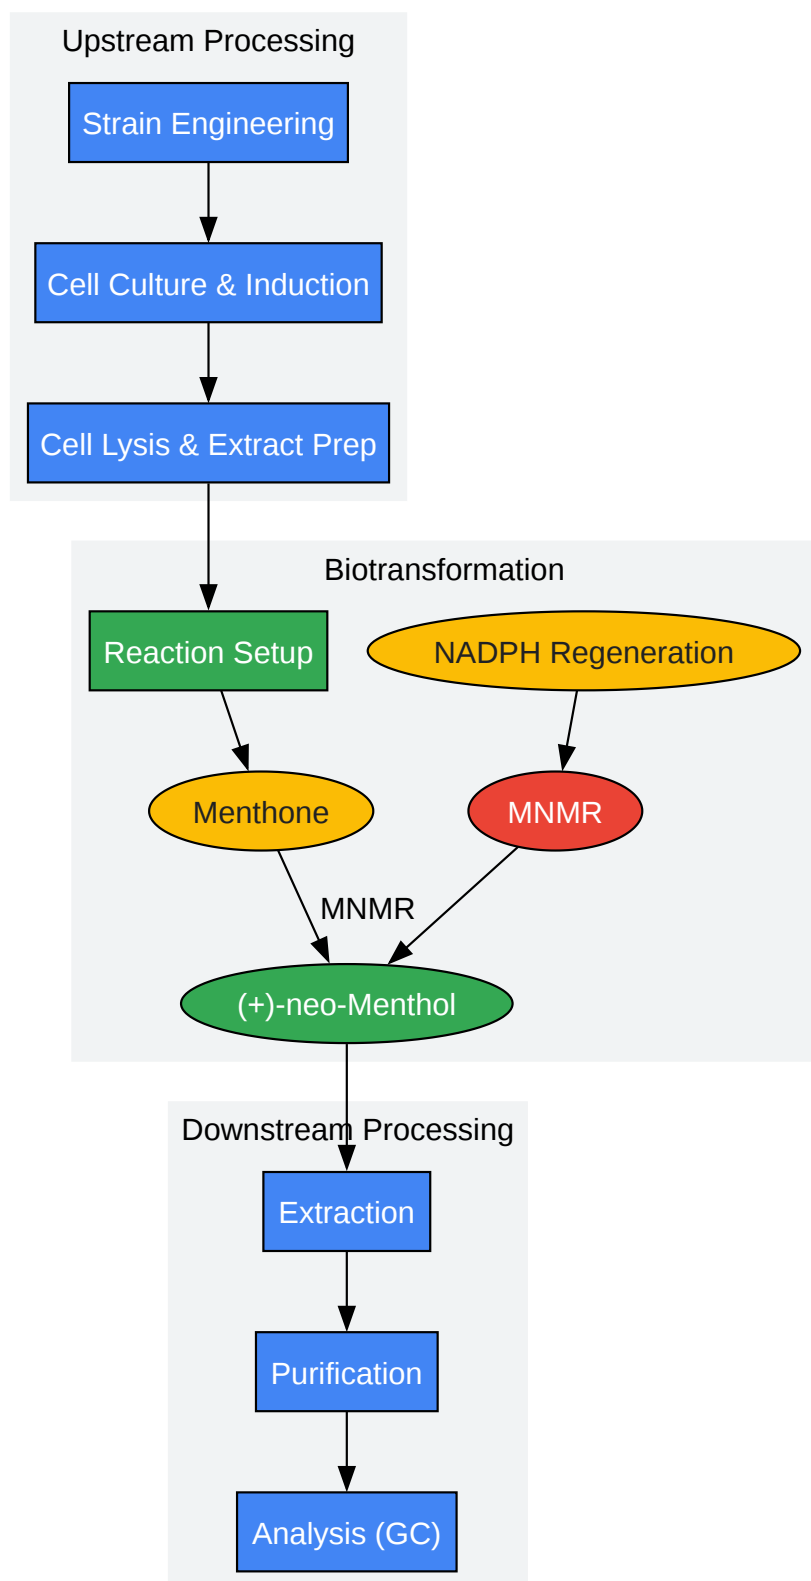 Upstream Processing
Strain Engineering
Cell Culture & Induction
Cell Lysis & Extract Prep
Biotransformation
Reaction Setup
NADPH Regeneration
Menthone
MNMR
MNMR
(+)-neo-Menthol
Downstream Processing
Extraction
Purification
Analysis (GC)